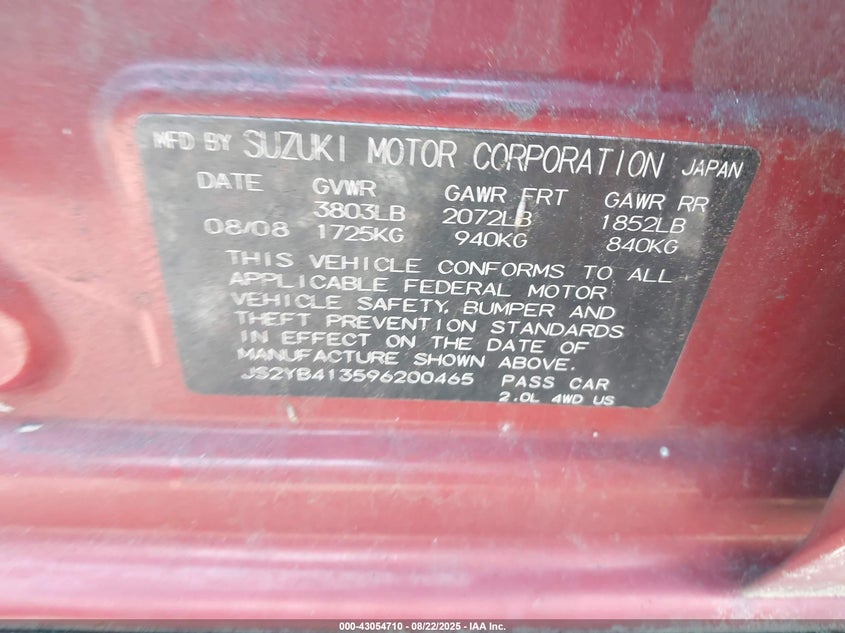 MFD BY SUZUKI MOTOR CORPORATION JAPAN
DATE GVWR GAWR FRT GAWR RR
3803LB 2072LB 1852LB
08/08 1725KG 940KG 840KG
THIS VEHICLE CONFORMS TO ALL
APPLICABLE FEDERAL MOTOR
VEHICLE SAFETY, BUMPER AND
THEFT PREVENTION STANDARDS
IN EFFECT ON THE DATE OF
MANUFACTURE SHOWN ABOVE.
JS2YB413596200465 PASS CAR
2.0L 4WD US
000-43054710 - 08/22/2025 - IAA Inc.